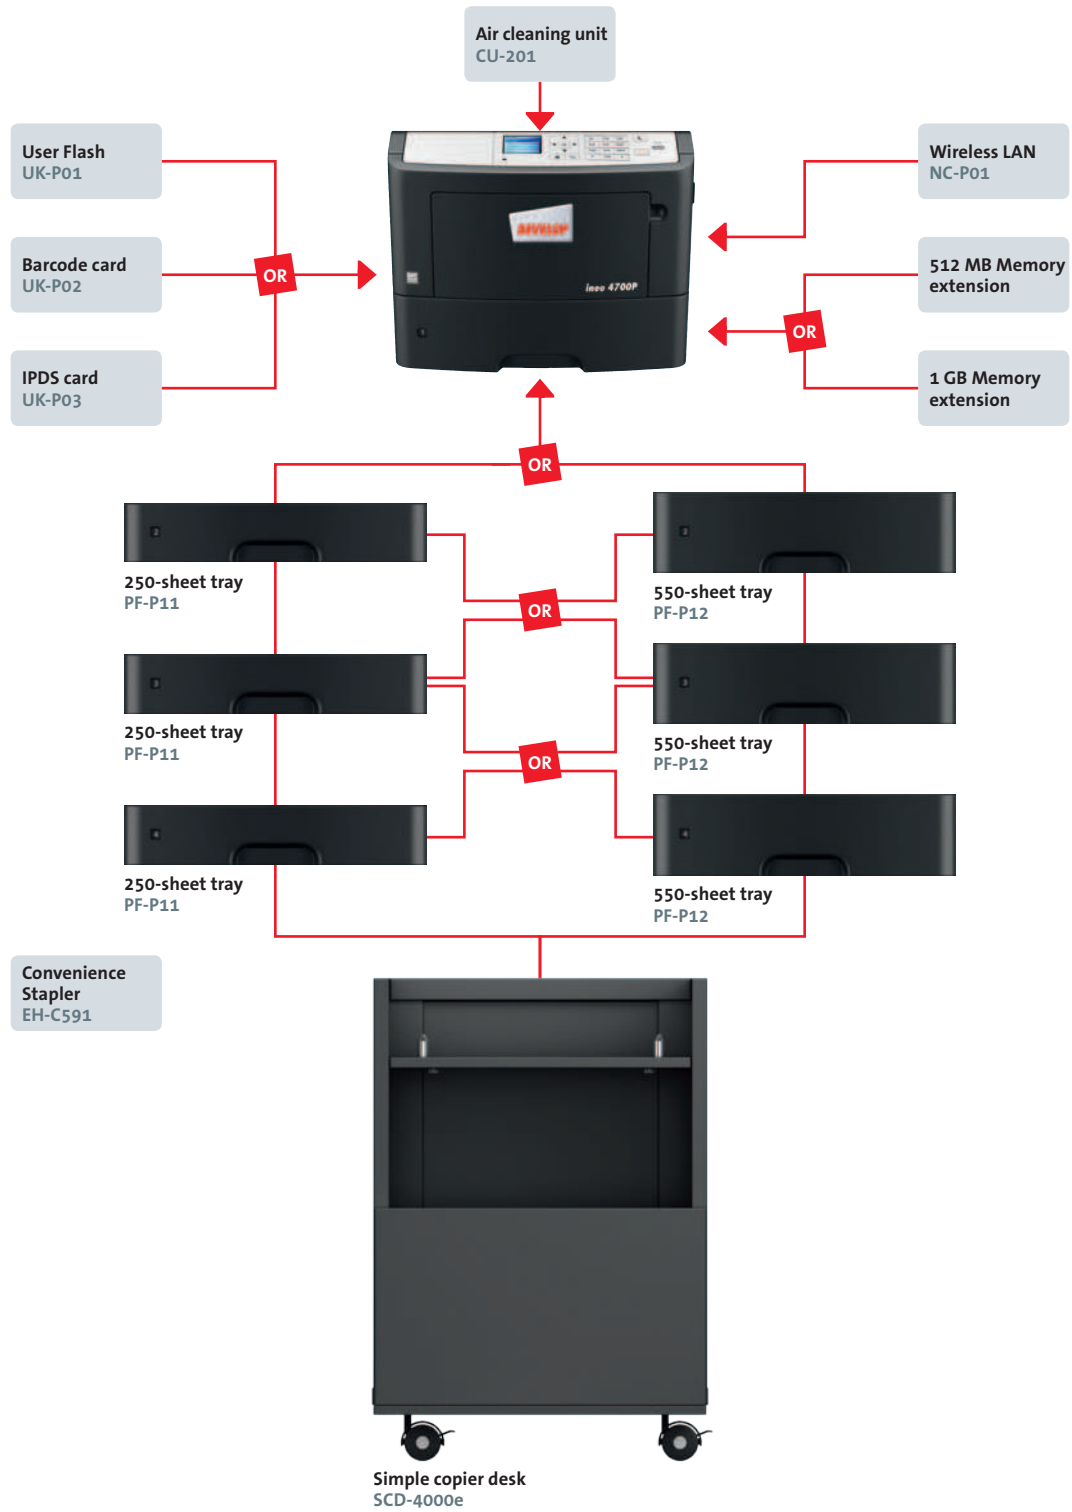 Air cleaning unit
CU-201
User Flash
UK-P01
Wireless LAN
NC-P01
DEVELOP
Barcode card
UK-P02
OR
512 MB Memory
extension
ineo 4700P
OR
IPDS card
UK-P03
1 GB Memory
extension
OR
250-sheet tray
PF-P11
550-sheet tray
PF-P12
OR
250-sheet tray
PF-P11
550-sheet tray
PF-P12
OR
250-sheet tray
PF-P11
550-sheet tray
PF-P12
Convenience
Stapler
EH-C591
Simple copier desk
SCD-4000e